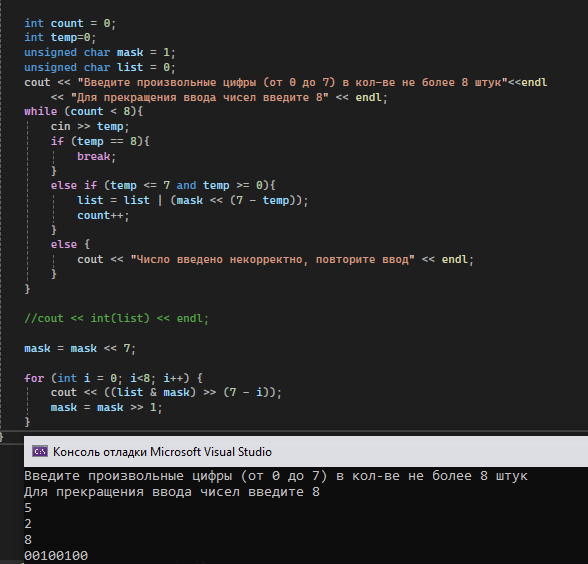 int count = 0;
int temp=0;
unsigned char mask = 1;
unsigned char list = 0;
cout << "Введите произвольные цифры (от 0 до 7) в кол-ве не более 8 штук"<<endl
<< "Для прекращения ввода чисел введите 8" << endl;
while (count < 8){
cin >> temp;
if (temp == 8){
break;
}
else if (temp <= 7 and temp >= 0){
list = list | (mask << (7 - temp));
count++;
}
else {
cout << "Число введено некорректно, повторите ввод" << endl;
}
}
//cout << int(list) << endl;
mask = mask << 7;
for (int i = 0; i<8; i++) {
cout << ((list & mask) >> (7 - i));
mask = mask >> 1;
}
}
Консоль отладки Microsoft Visual Studio
Введите произвольные цифры (от 0 до 7) в кол-ве не более 8 штук
Для прекращения ввода чисел введите 8
5
2
8
00100100